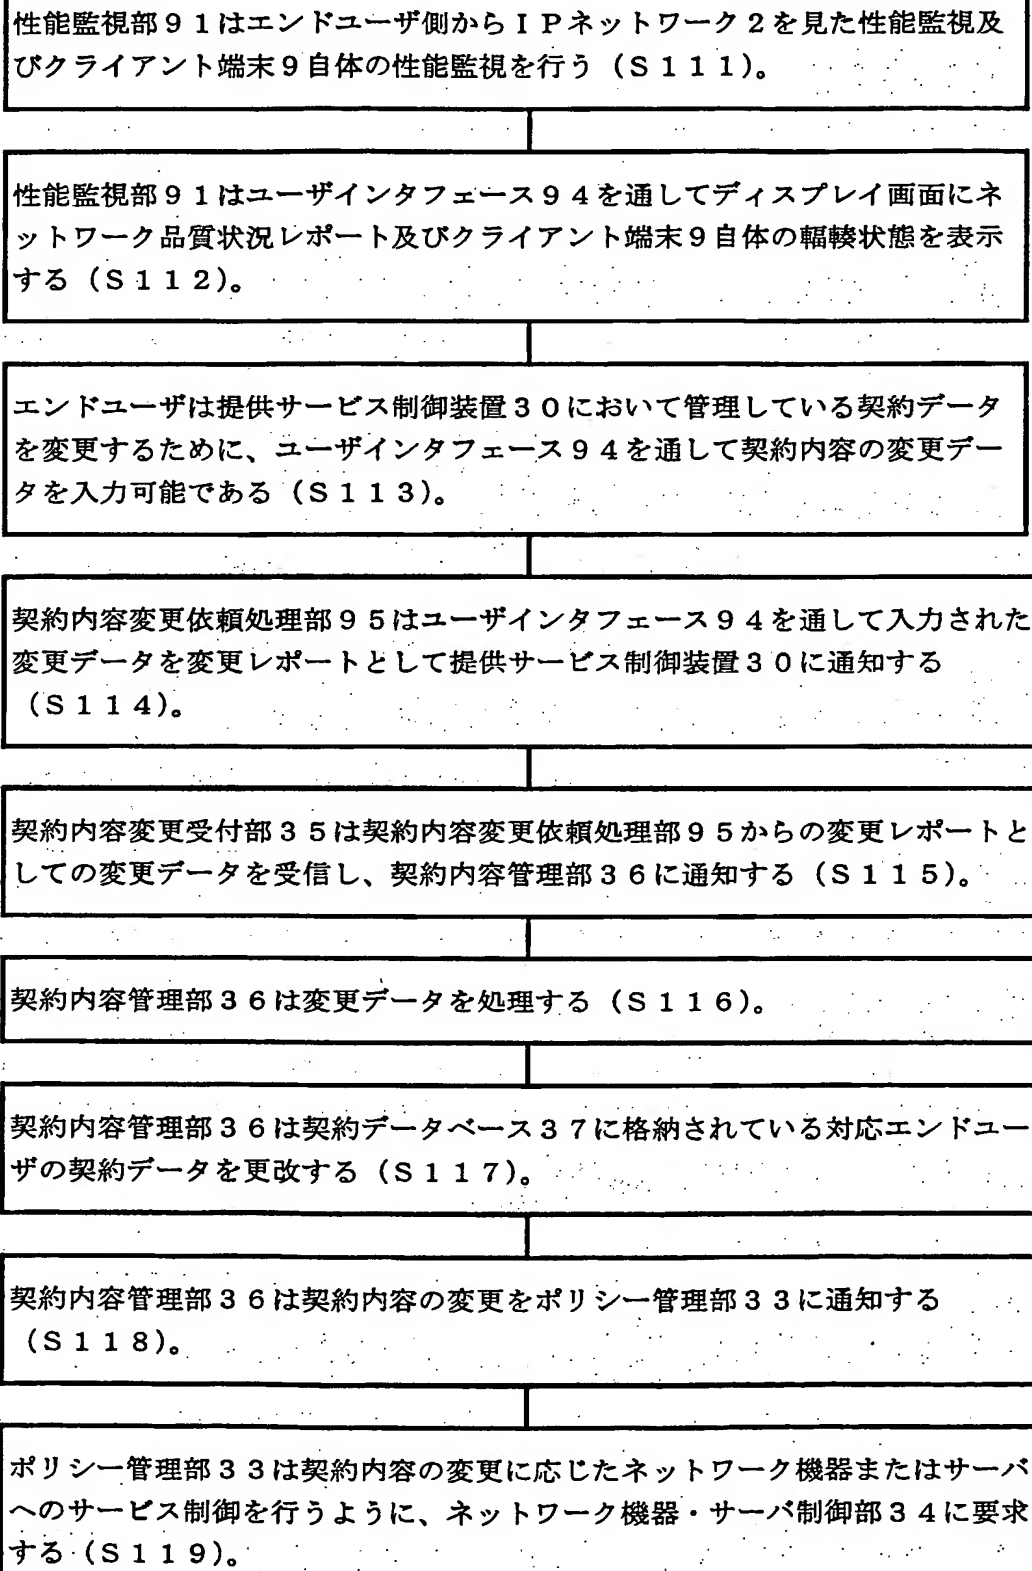 性能監視部９１はエンドユーザ側からＩＰネットワーク２を見た性能監視及
びクライアント端末９自体の性能監視を行う（Ｓ１１１）。
性能監視部９１はユーザインタフェース９４を通してディスプレイ画面にネ
ットワーク品質状況レポート及びクライアント端末９自体の輻輳状態を表示
する（Ｓ１１２）。
エンドユーザは提供サービス制御装置３０において管理している契約データ
を変更するために、ユーザインタフェース９４を通して契約内容の変更デー
タを入力可能である（Ｓ１１３）。
契約内容変更依頼処理部９５はユーザインタフェース９４を通して入力された
変更データを変更レポートとして提供サービス制御装置３０に通知する
（Ｓ１１４）。
契約内容変更受付部３５は契約内容変更依頼処理部９５からの変更レポートと
しての変更データを受信し、契約内容管理部３６に通知する（Ｓ１１５）。
契約内容管理部３６は変更データを処理する（Ｓ１１６）。
契約内容管理部３６は契約データベース３７に格納されている対応エンドユー
ザの契約データを更改する（Ｓ１１７）。
契約内容管理部３６は契約内容の変更をポリシー管理部３３に通知する
（Ｓ１１８）。
ポリシー管理部３３は契約内容の変更に応じたネットワーク機器またはサーバ
へのサービス制御を行うように、ネットワーク機器・サーバ制御部３４に要求
する（Ｓ１１９）。